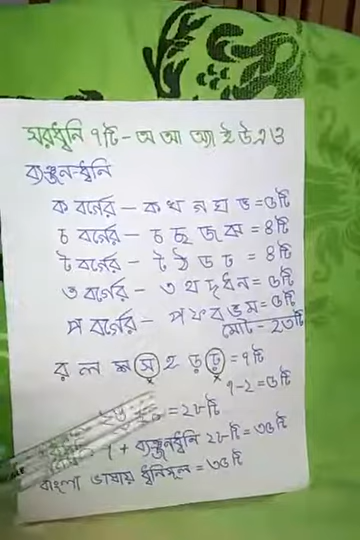 স্বরধ্বনি ৭টি - অ আ অ্যা ই উ এ ও
ব্যঞ্জন-ধ্বনি
ক বর্গের – ক খ গ ঘ ঙ = ৫টি
চ বর্গের – চ ছ জ ঝ = ৪টি
ট বর্গের – ট ঠ ড ঢ = ৪টি
ত বর্গের – ত থ দ ধ ন = ৫টি
প বর্গের – প ফ ব ভ ম = ৫টি
মোট = ২৩টি
র ল শ স হ ড় ঢ় = ৭টি
৭-২ = ৫টি
= ২৮টি
+ ব্যঞ্জনধ্বনি ২৮টি = ৩৫টি
বাংলা ভাষায় ধ্বনিমূল = ৩৫টি